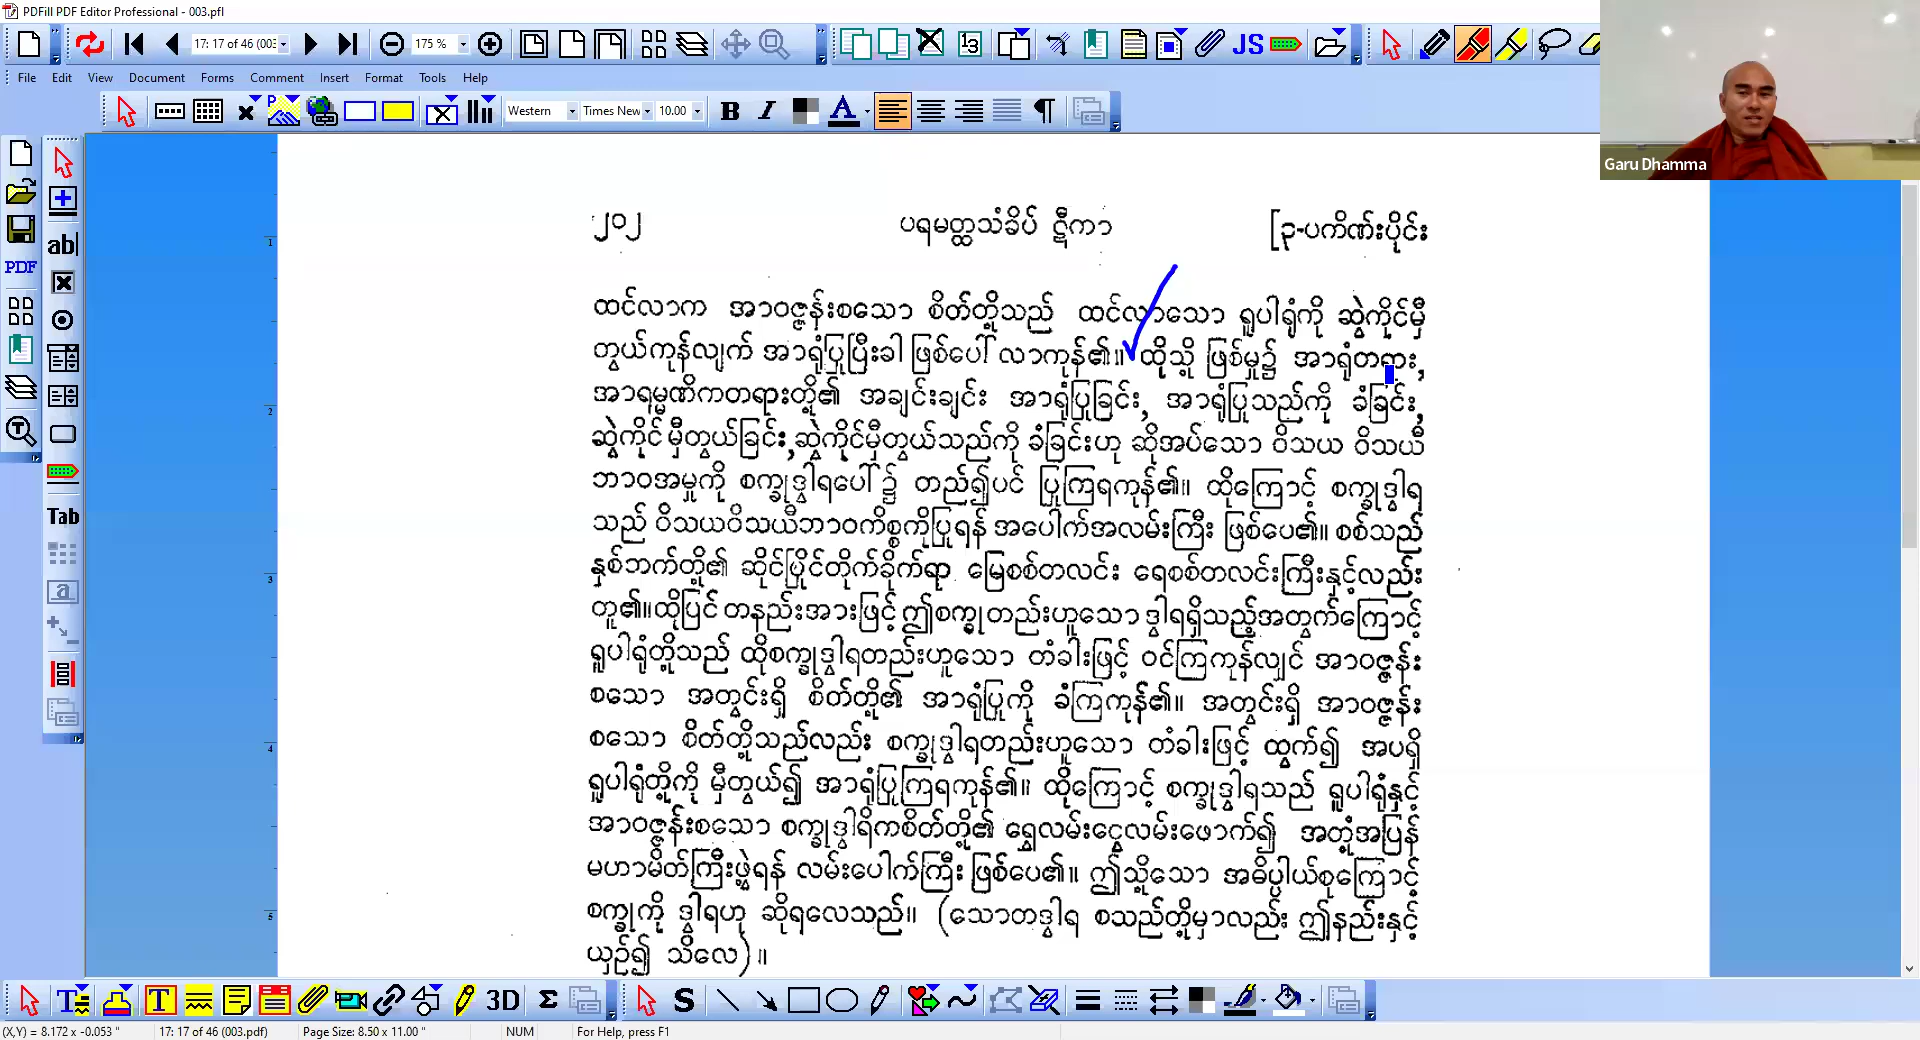 PDFill PDF Editor Professional - 003.pfl
17: 17 of 46 (003
175 %
JS
File Edit View Document Forms Comment Insert Format Tools Help
Western Times New 10.00
B I A
Garu Dhamma
ab|
PDF
Tab
၂၀၂ ပရမတ္ထသံခိပ် ဋီကာ [၃-ပကိဏ်းပိုင်း
ထင်လာက အာဝဇ္ဇန်းစသော စိတ်တို့သည် ထင်လာသော ရူပါရုံကို ဆွဲကိုင်မှီ
တွယ်ကုန်လျက် အာရုံပြုပြီးခါ ဖြစ်ပေါ် လာကုန်၏။ ထိုသို့ ဖြစ်မှု၌ အာရုံတရား,
အာရမ္မဏိကတရားတို့၏ အချင်းချင်း အာရုံပြုခြင်း, အာရုံပြုသည်ကို ခံခြင်း,
ဆွဲကိုင် မှီတွယ်ခြင်း,ဆွဲကိုင်မှီတွယ်သည်ကို ခံခြင်းဟု ဆိုအပ်သော ဝိသယ ဝိသယီ
ဘာဝအမှုကို စက္ခုဒွါရပေါ်၌ တည်၍ပင် ပြုကြရကုန်၏။ ထို့ကြောင့် စက္ခုဒွါရ
သည် ဝိသယဝိသယီဘာဝကိစ္စကိုပြုရန် အပေါက်အလမ်းကြီး ဖြစ်ပေ၏။ စစ်သည်
နှစ်ဘက်တို့၏ ဆိုင်ပြိုင်တိုက်ခိုက်ရာ မြေစစ်တလင်း ရေစစ်တလင်းကြီးနှင့်လည်း
တူ၏။ထိုပြင် တနည်းအားဖြင့် ဤစက္ခုတည်းဟူသော ဒွါရရှိသည့်အတွက်ကြောင့်
ရူပါရုံတို့သည် ထိုစက္ခုဒွါရတည်းဟူသော တံခါးဖြင့် ဝင်ကြကုန်လျှင် အာဝဇ္ဇန်း
စသော အတွင်းရှိ စိတ်တို့၏ အာရုံပြုကို ခံကြကုန်၏။ အတွင်းရှိ အာဝဇ္ဇန်း
စသော စိတ်တို့သည်လည်း စက္ခုဒွါရတည်းဟူသော တံခါးဖြင့် ထွက်၍ အပရှိ
ရူပါရုံတို့ကို မှီတွယ်၍ အာရုံပြုကြရကုန်၏။ ထို့ကြောင့် စက္ခုဒွါရသည် ရူပါရုံနှင့်
အာဝဇ္ဇန်းစသော စက္ခုဒွါရိကစိတ်တို့၏ ရွှေလမ်းငွေလမ်းဖောက်၍ အတုံ့အပြန်
မဟာမိတ်ကြီးဖွဲ့ရန် လမ်းပေါက်ကြီး ဖြစ်ပေ၏။ ဤသို့သော အဓိပ္ပါယ်စုကြောင့်
စက္ခုကို ဒွါရဟု ဆိုရလေသည်။ (သောတဒွါရ စသည်တို့မှာလည်း ဤနည်းနှင့်
ယှဉ်၍ သိလေ)။
T T 3D Σ S
(X,Y) = 8.172 x -0.053 " 17: 17 of 46 (003.pdf) Page Size: 8.50 x 11.00 " NUM For Help, press F1